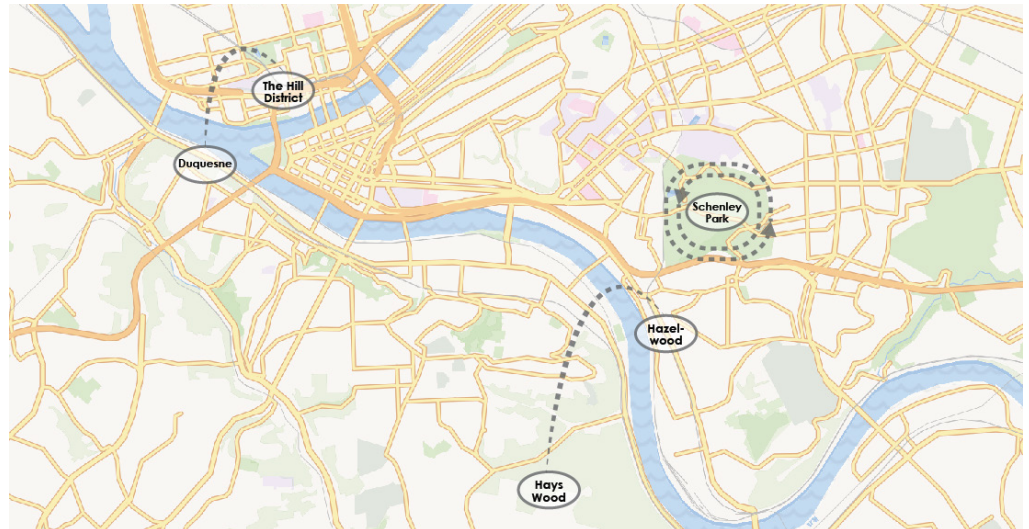 The Hill
District
Duquesne
Schenley
Park
Hazel-
wood
Hays
Wood